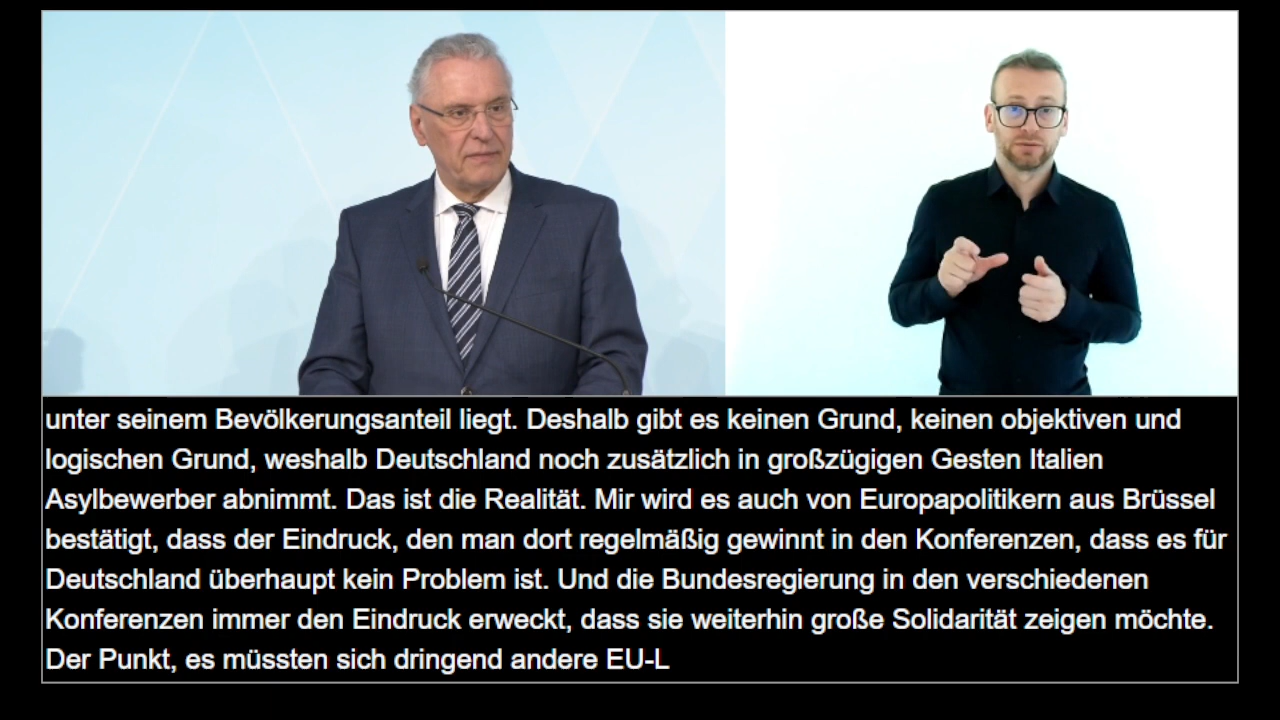 unter seinem Bevölkerungsanteil liegt. Deshalb gibt es keinen Grund, keinen objektiven und
logischen Grund, weshalb Deutschland noch zusätzlich in großzügigen Gesten Italien
Asylbewerber abnimmt. Das ist die Realität. Mir wird es auch von Europapolitikern aus Brüssel
bestätigt, dass der Eindruck, den man dort regelmäßig gewinnt in den Konferenzen, dass es für
Deutschland überhaupt kein Problem ist. Und die Bundesregierung in den verschiedenen
Konferenzen immer den Eindruck erweckt, dass sie weiterhin große Solidarität zeigen möchte.
Der Punkt, es müssten sich dringend andere EU-L